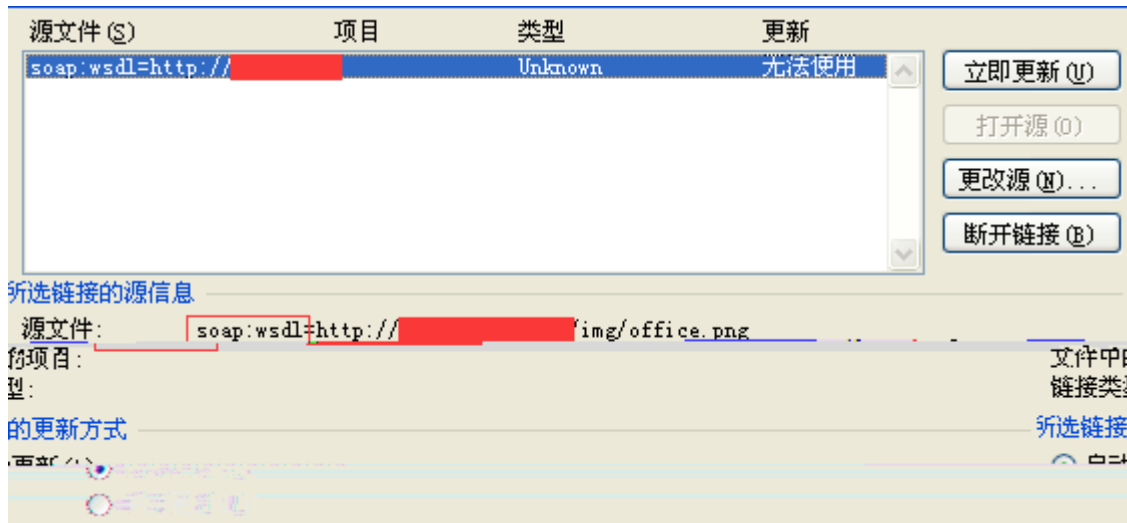 源文件(S) 项目 类型 更新
soap:wsdl=http:// Unknown 无法使用
立即更新(U)
打开源(O)
更改源(N)...
断开链接(B)
所选链接的源信息
源文件: soap:wsdl=http:// /img/office.png
的项目: 文件中
型: 链接类型
的更新方式 所选链接
更新